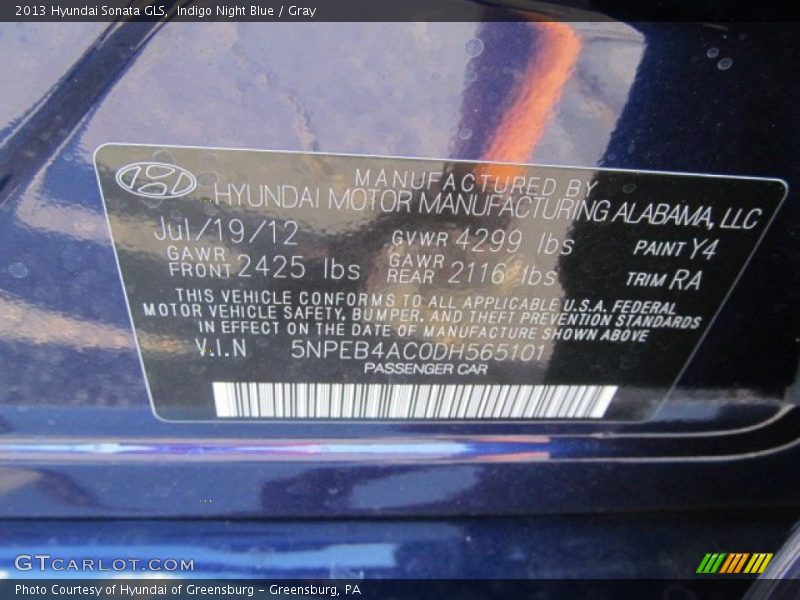 2013 Hyundai Sonata GLS, Indigo Night Blue / Gray
MANUFACTURED BY
HYUNDAI MOTOR MANUFACTURING ALABAMA, LLC
Jul/19/12 GVWR 4299 lbs PAINT Y4
GAWR FRONT 2425 lbs GAWR REAR 2116 lbs TRIM RA
THIS VEHICLE CONFORMS TO ALL APPLICABLE U.S.A. FEDERAL
MOTOR VEHICLE SAFETY, BUMPER, AND THEFT PREVENTION STANDARDS
IN EFFECT ON THE DATE OF MANUFACTURE SHOWN ABOVE
V.I.N 5NPEB4AC0DH565101
PASSENGER CAR
GTCARLOT.COM
Photo Courtesy of Hyundai of Greensburg - Greensburg, PA